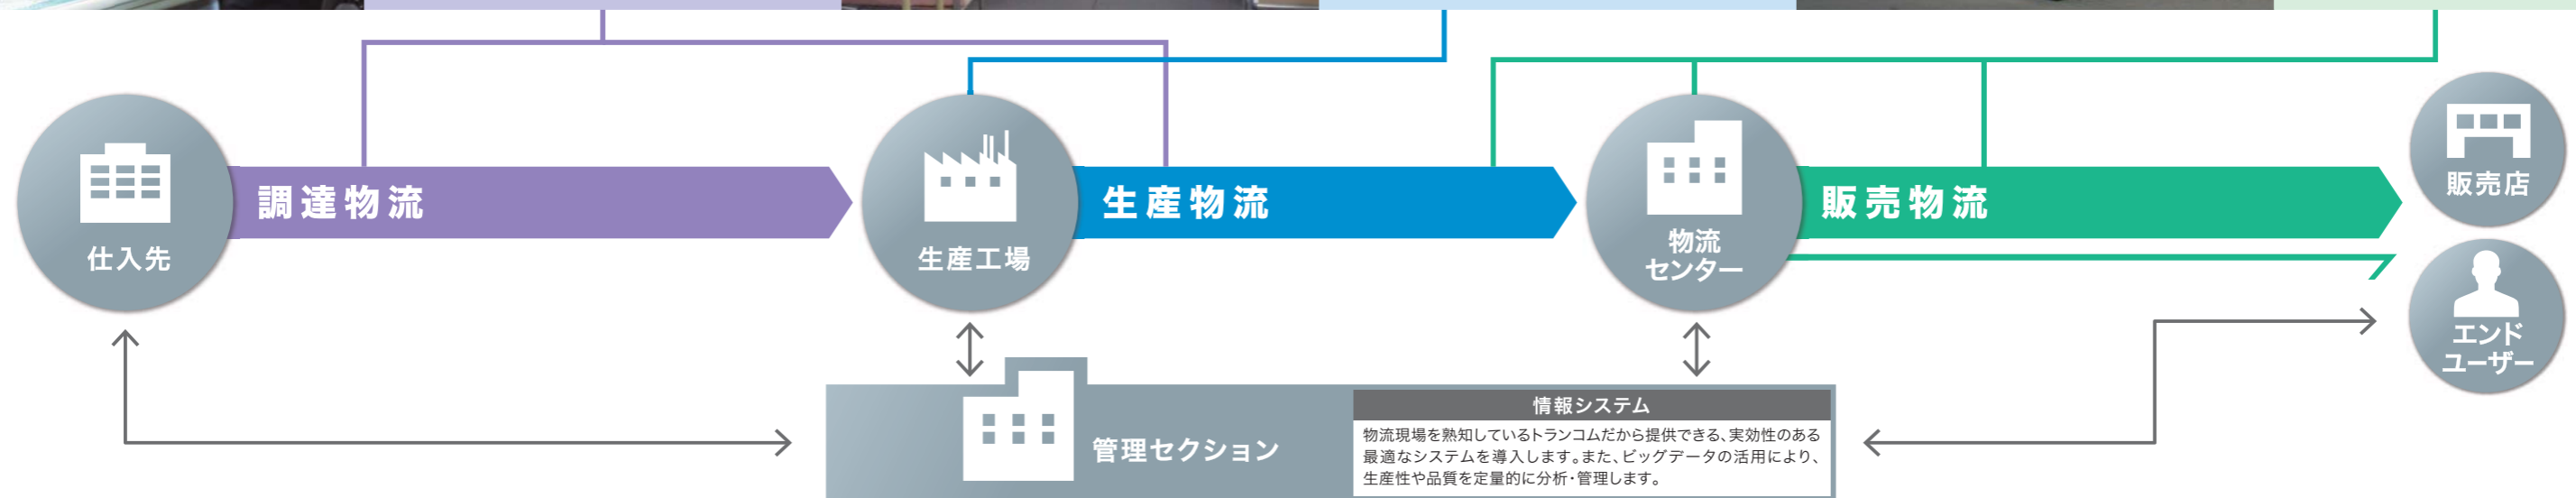 仕入先
調達物流
生産工場
生産物流
物流
センター
販売物流
販売店
エンド
ユーザー
管理セクション
情報システム
物流現場を熟知しているトランコムだから提供できる、実効性のある
最適なシステムを導入します。また、ビッグデータの活用により、
生産性や品質を定量的に分析・管理します。